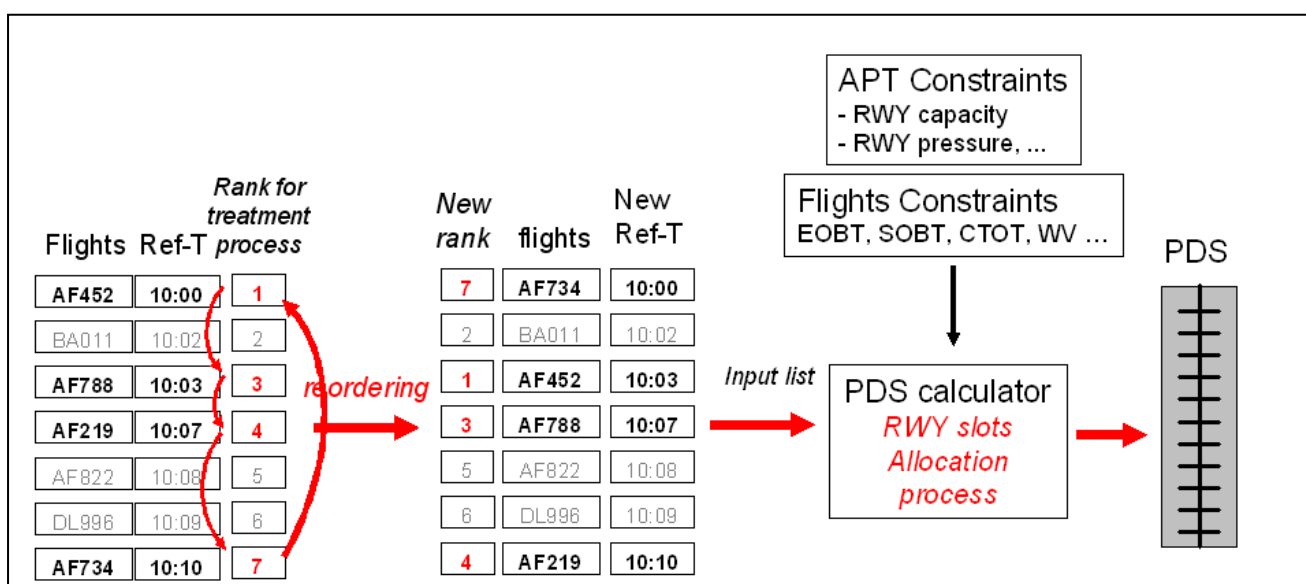 APT Constraints
- RWY capacity
- RWY pressure, ...
Flights Constraints
EOBT, SOBT, CTOT, WV ...
Rank for
treatment
process
Flights Ref-T
New
rank
flights
New
Ref-T
PDS
AF452 10:00 1
BA011 10:02 2
AF788 10:03 3
AF219 10:07 4
AF822 10:08 5
DL996 10:09 6
AF734 10:10 7
reordering
7 AF734 10:00
2 BA011 10:02
1 AF452 10:03
3 AF788 10:07
5 AF822 10:08
6 DL996 10:09
4 AF219 10:10
Input list
PDS calculator
RWY slots
Allocation
process